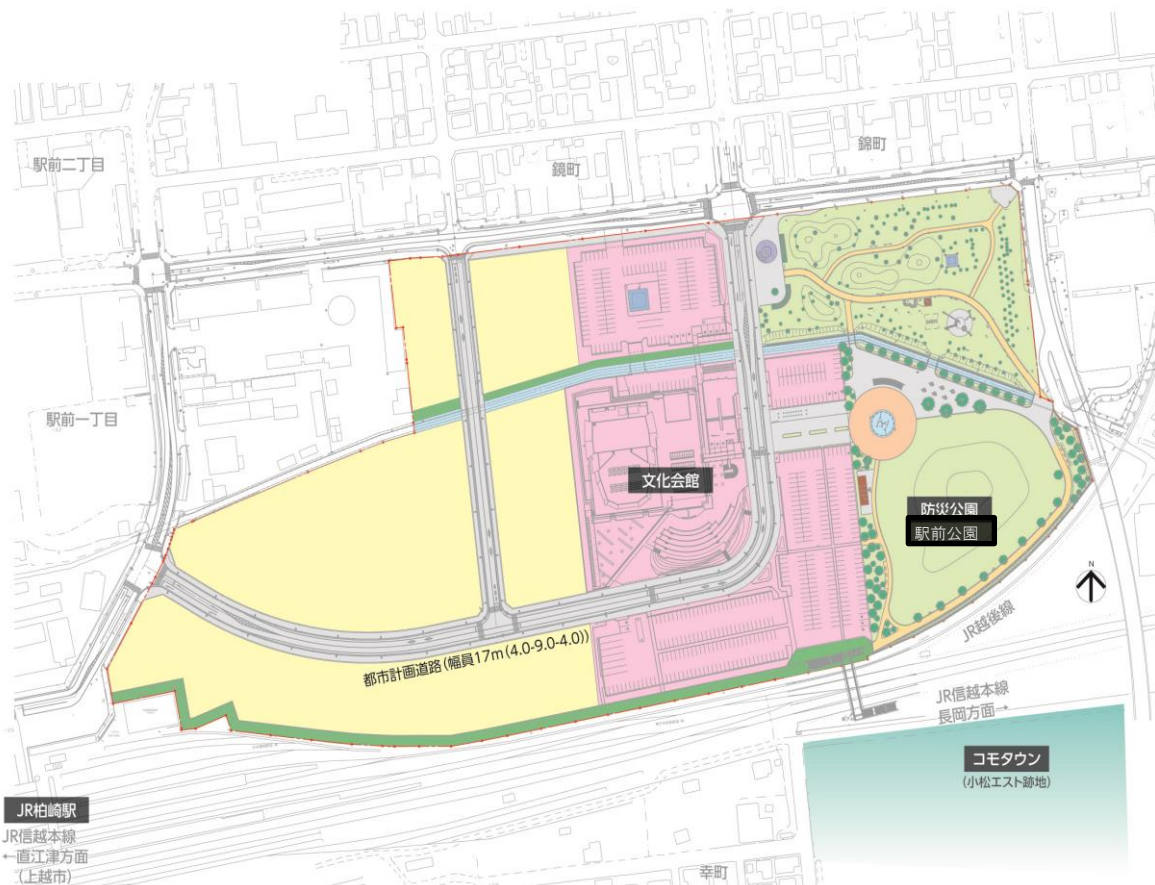 駅前二丁目
鏡町
錦町
駅前一丁目
文化会館
防災公園
駅前公園
N
JR越後線
都市計画道路(幅員17m(4.0-9.0-4.0))
JR信越本線
長岡方面→
コモタウン
(小松エスト跡地)
JR柏崎駅
JR信越本線
←直江津方面
(上越市)
幸町